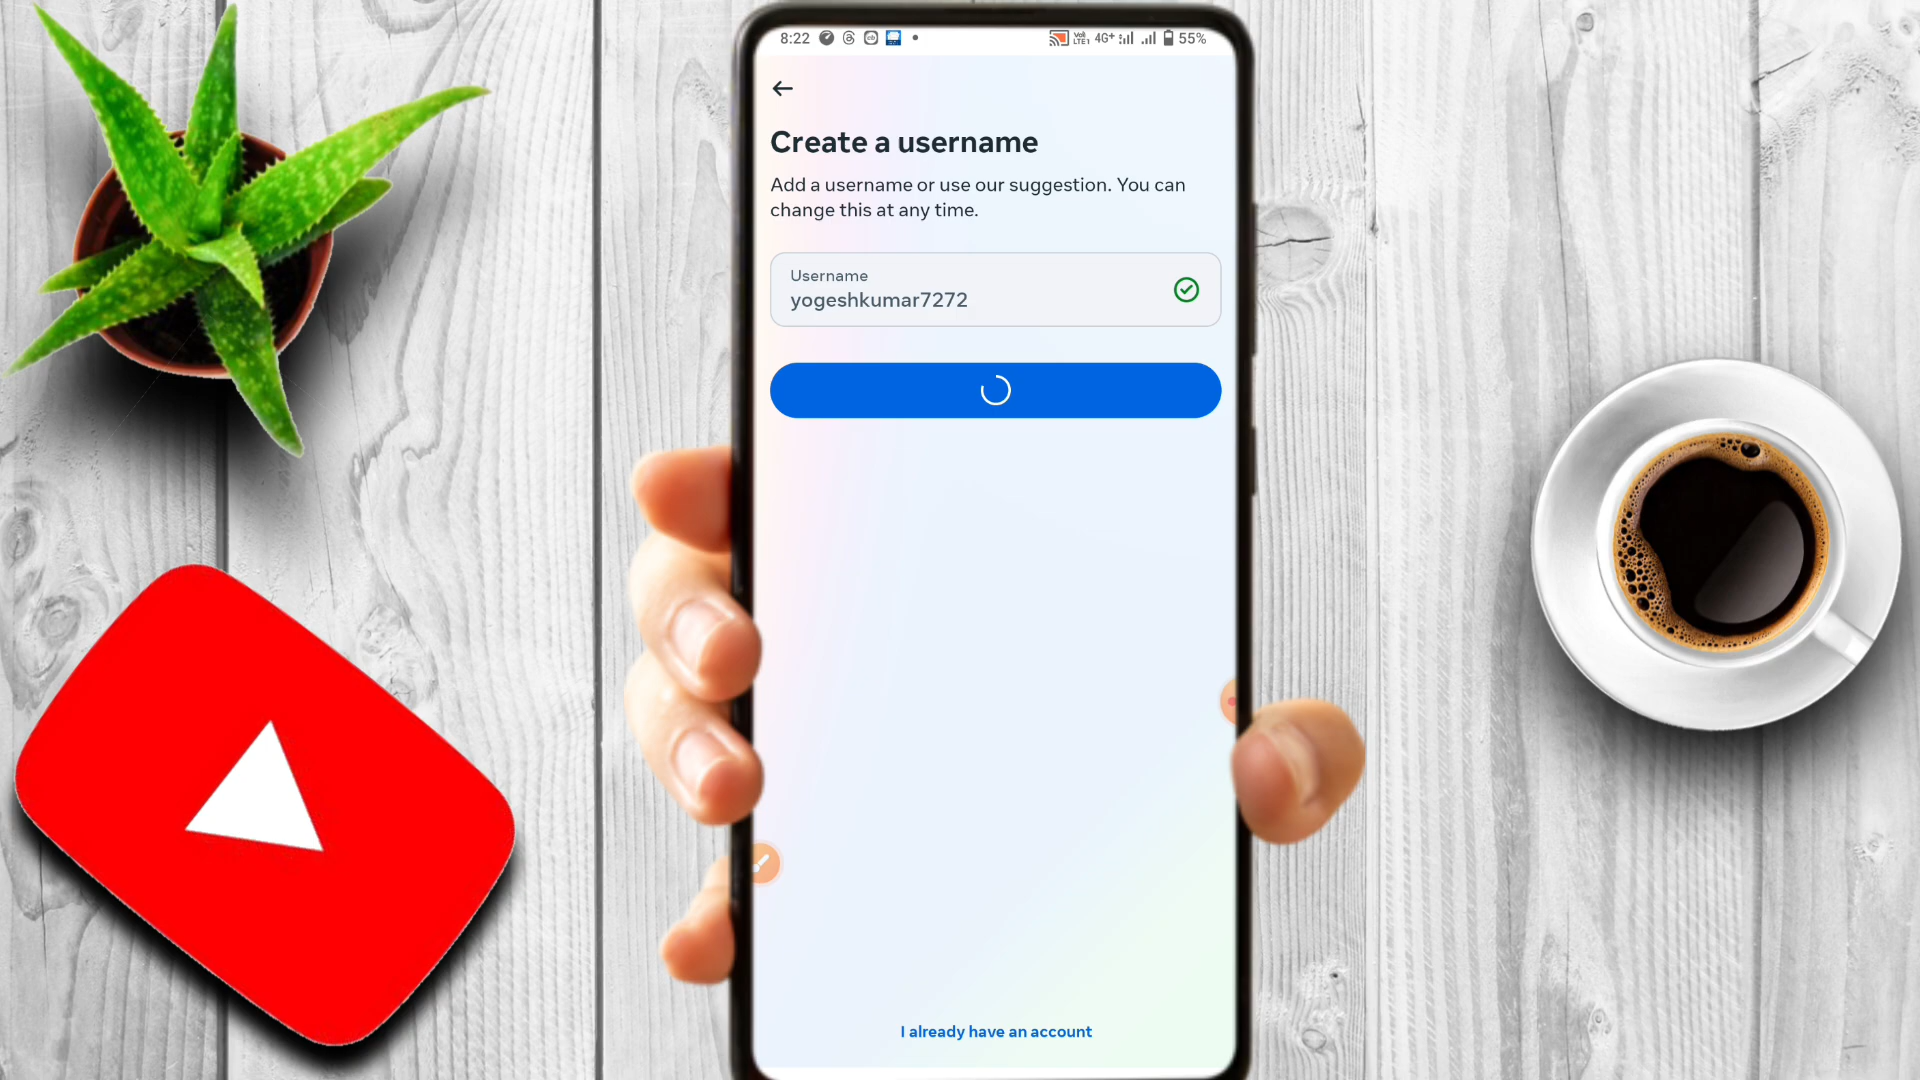 8:22 4G+ 55%
Create a username
Add a username or use our suggestion. You can
change this at any time.
Username
yogeshkumar7272
I already have an account